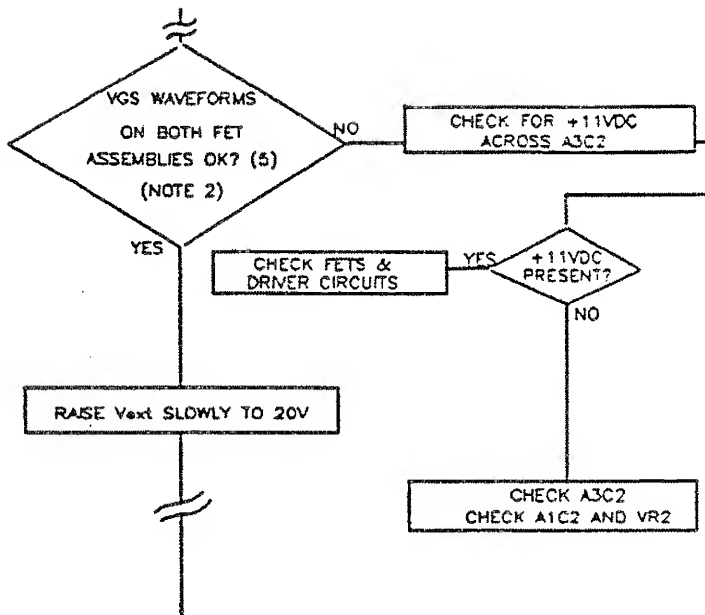 VGS WAVEFORMS
ON BOTH FET
ASSEMBLIES OK? (5)
(NOTE 2)
NO
CHECK FOR +11VDC
ACROSS A3C2
YES
CHECK FETS &
DRIVER CIRCUITS
YES
+11VDC
PRESENT?
NO
RAISE Vext SLOWLY TO 20V
CHECK A3C2
CHECK A1C2 AND VR2